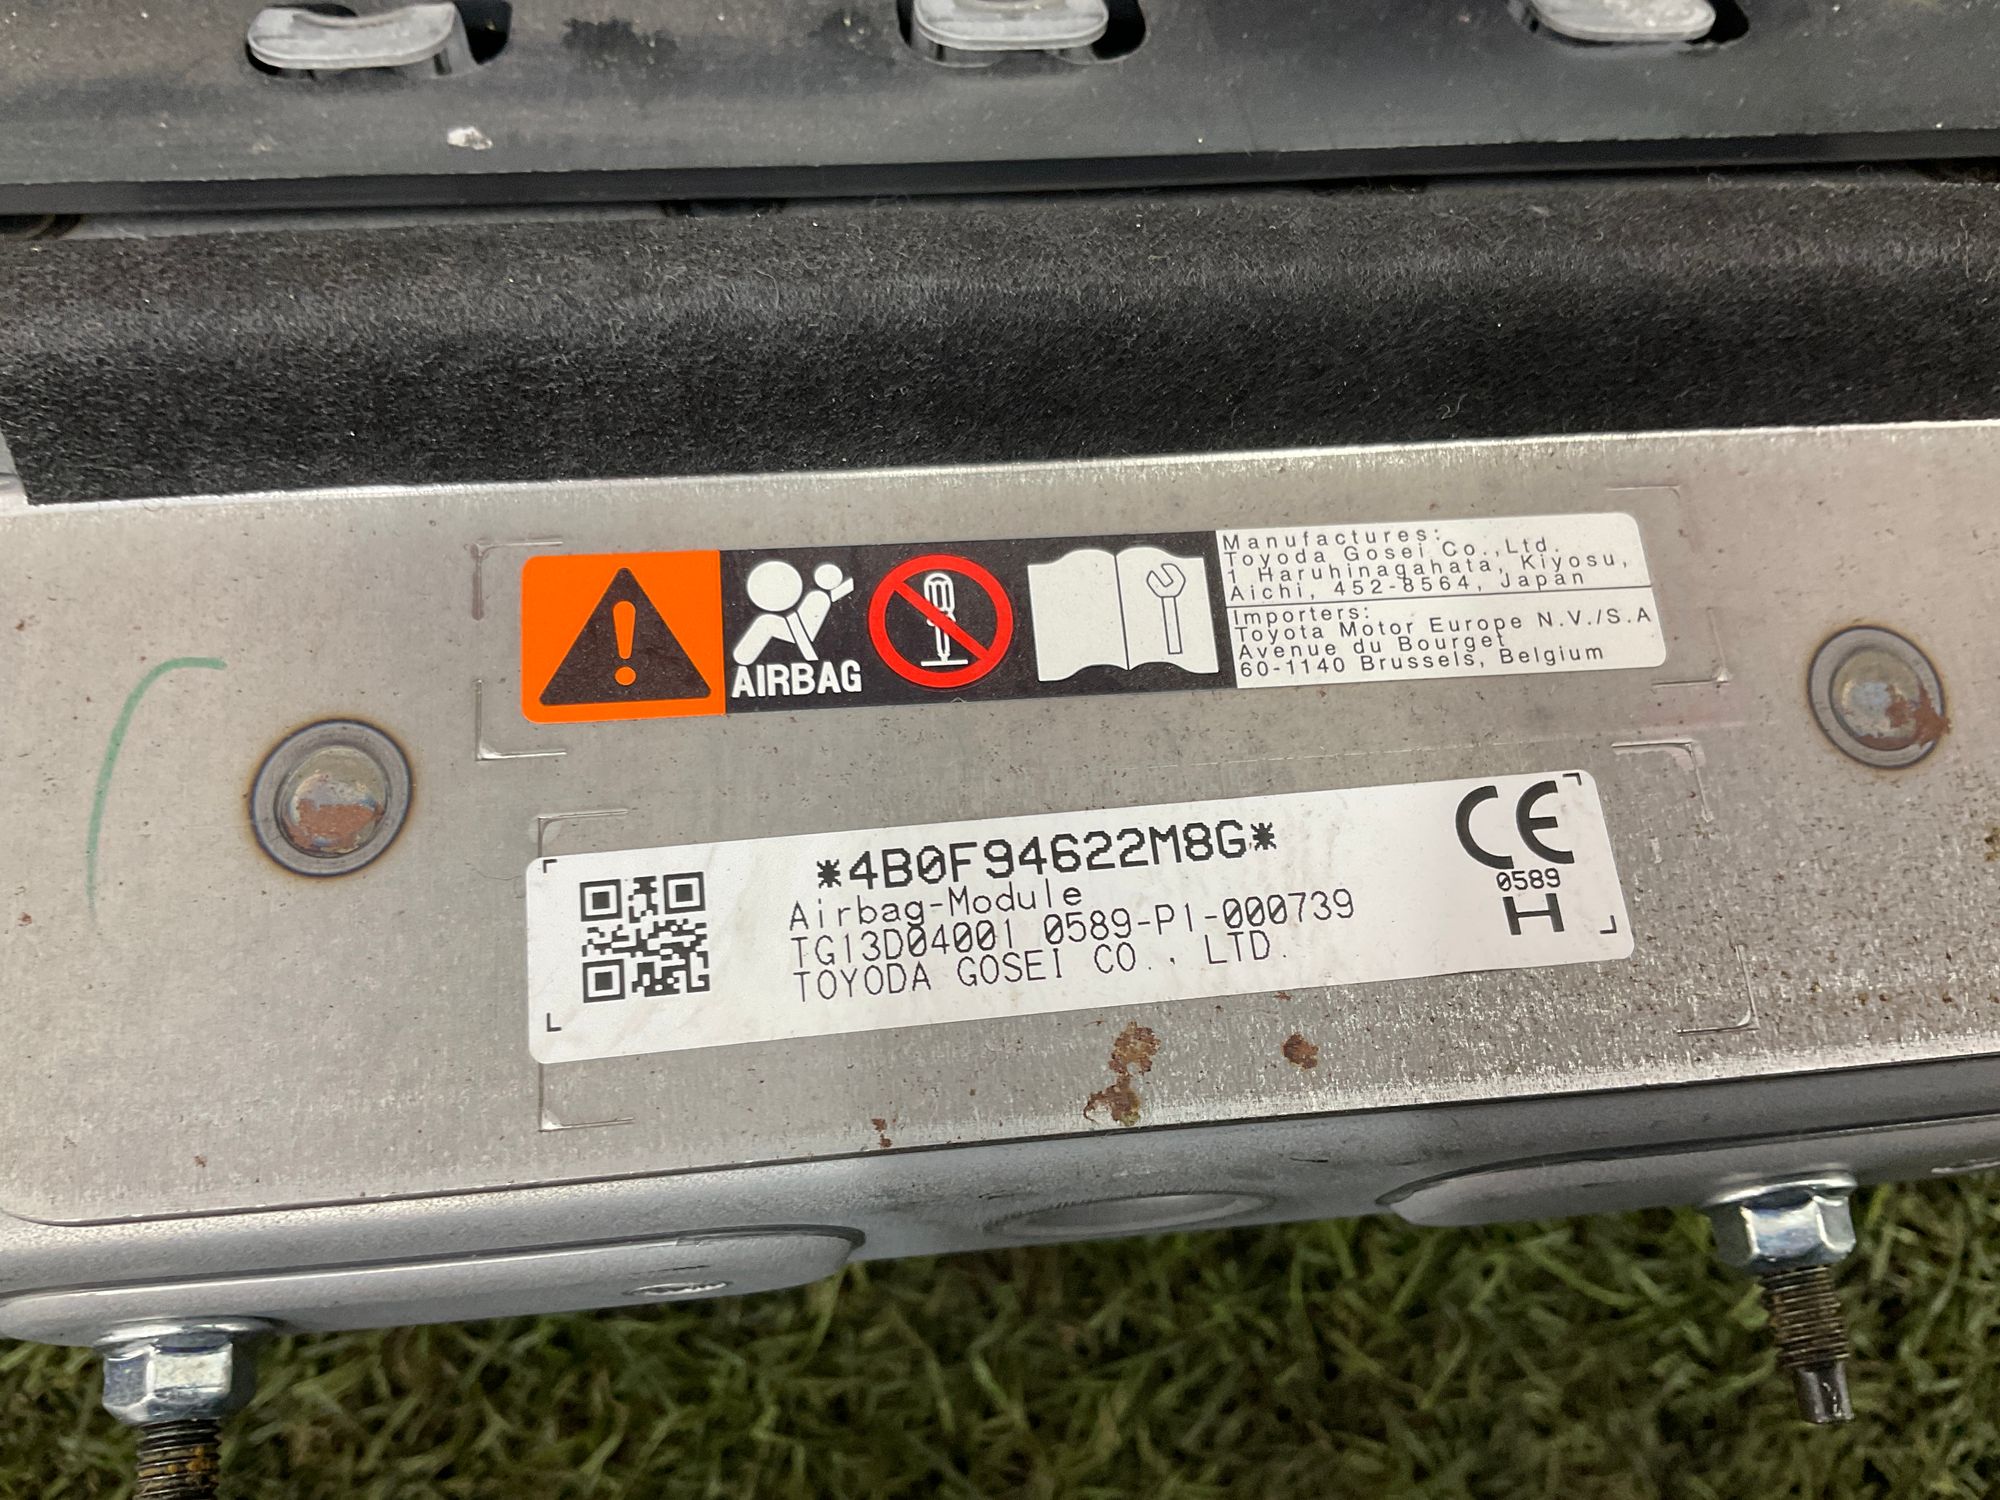 AIRBAG
Manufactures:
Toyoda Gosei Co.,Ltd.
1 Haruhinagahata, Kiyosu,
Aichi, 452-8564, Japan
Importers:
Toyota Motor Europe N.V./S.A
Avenue du Bourget
60-1140 Brussels, Belgium
*4B0F94622M8G*
Airbag-Module
TG13D04001 0589-P1-000739
TOYODA GOSEI CO., LTD.
CE
0589
H